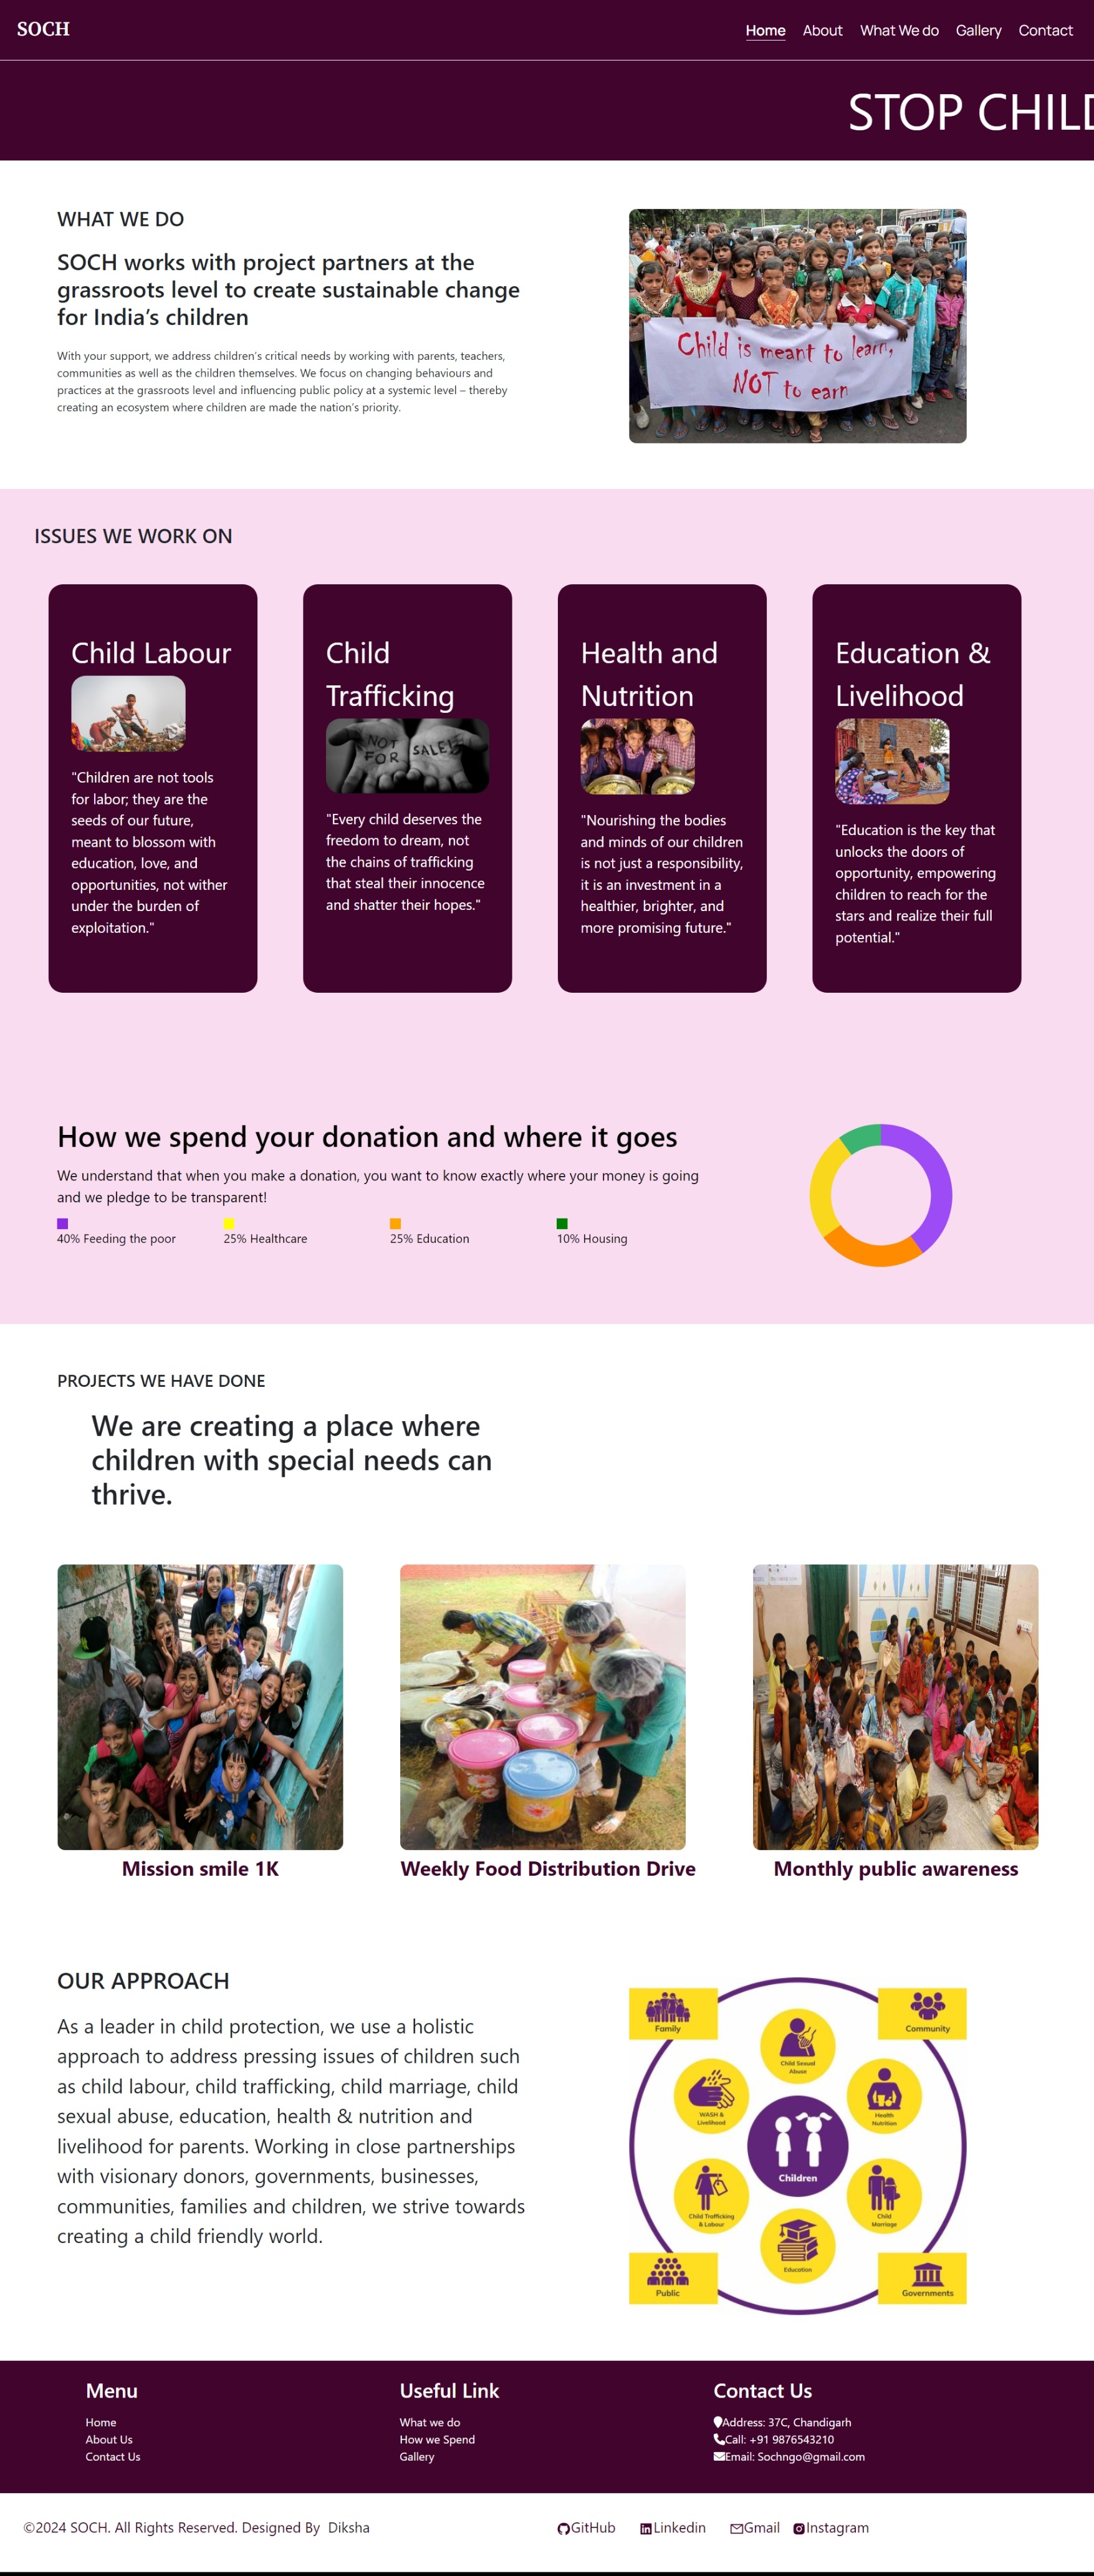 SOCH
Home About What We do Gallery Contact
STOP CHILD
WHAT WE DO
SOCH works with project partners at the
grassroots level to create sustainable change
for India’s children
With your support, we address children’s critical needs by working with parents, teachers,
communities as well as the children themselves. We focus on changing behaviours and
practices at the grassroots level and influencing public policy at a systemic level – thereby
creating an ecosystem where children are made the nation’s priority.
Child is meant to learn,
NOT to earn
ISSUES WE WORK ON
Child Labour
"Children are not tools
for labor; they are the
seeds of our future,
meant to blossom with
education, love, and
opportunities, not wither
under the burden of
exploitation."
Child
Trafficking
NOT
FOR
SALE!
"Every child deserves the
freedom to dream, not
the chains of trafficking
that steal their innocence
and shatter their hopes."
Health and
Nutrition
"Nourishing the bodies
and minds of our children
is not just a responsibility,
it is an investment in a
healthier, brighter, and
more promising future."
Education &
Livelihood
"Education is the key that
unlocks the doors of
opportunity, empowering
children to reach for the
stars and realize their full
potential."
How we spend your donation and where it goes
We understand that when you make a donation, you want to know exactly where your money is going
and we pledge to be transparent!
40% Feeding the poor
25% Healthcare
25% Education
10% Housing
PROJECTS WE HAVE DONE
We are creating a place where
children with special needs can
thrive.
Mission smile 1K
Weekly Food Distribution Drive
Monthly public awareness
OUR APPROACH
As a leader in child protection, we use a holistic
approach to address pressing issues of children such
as child labour, child trafficking, child marriage, child
sexual abuse, education, health & nutrition and
livelihood for parents. Working in close partnerships
with visionary donors, governments, businesses,
communities, families and children, we strive towards
creating a child friendly world.
Family
Community
Child Sexual
Abuse
WASH &
Livelihood
Health
Nutrition
Children
Child Trafficking
& Labour
Child
Marriage
Education
Public
Governments
Menu
Home
About Us
Contact Us
Useful Link
What we do
How we Spend
Gallery
Contact Us
Address: 37C, Chandigarh
Call: +91 9876543210
Email: Sochngo@gmail.com
©2024 SOCH. All Rights Reserved. Designed By Diksha
GitHub Linkedin Gmail Instagram